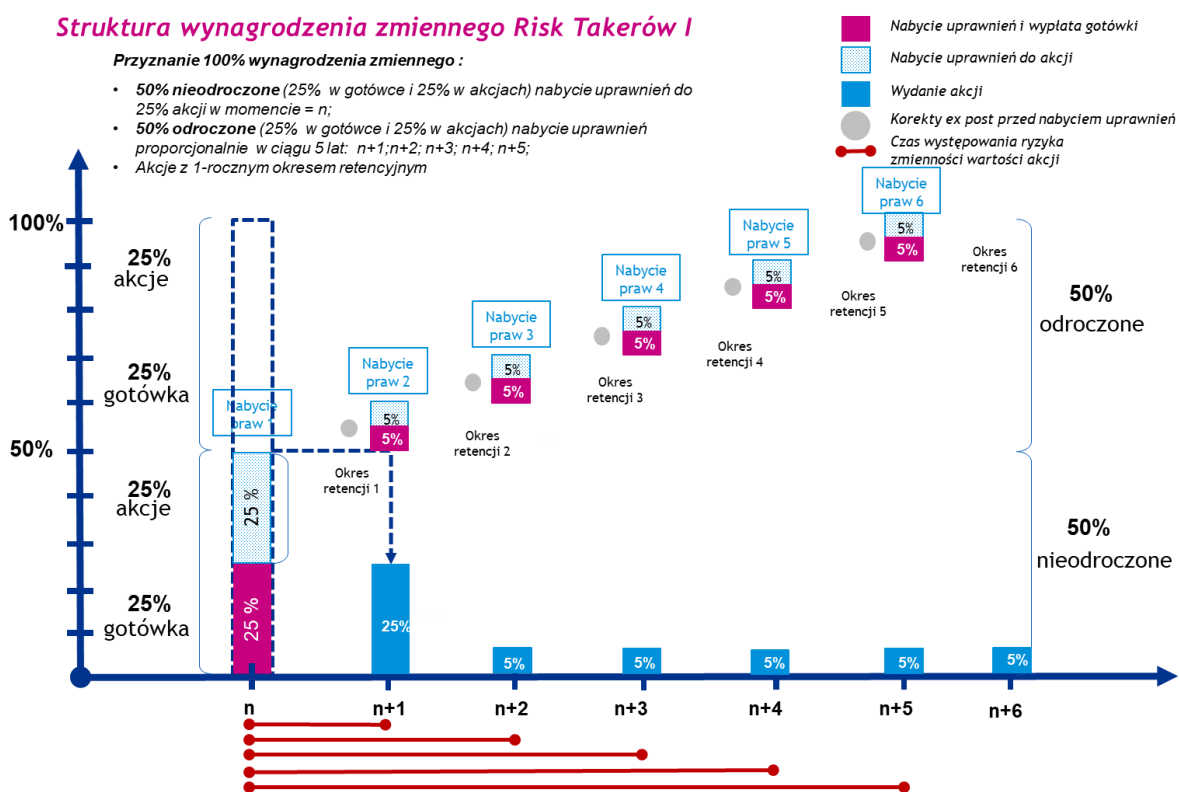 Struktura wynagrodzenia zmiennego Risk Takerów I
Przyznanie 100% wynagrodzenia zmiennego :
• 50% nieodroczone (25% w gotówce i 25% w akcjach) nabycie uprawnień do
25% akcji w momencie = n;
• 50% odroczone (25% w gotówce i 25% w akcjach) nabycie uprawnień
proporcjonalnie w ciągu 5 lat: n+1;n+2; n+3; n+4; n+5;
• Akcje z 1-rocznym okresem retencyjnym
Nabycie uprawnień i wypłata gotówki
Nabycie uprawnień do akcji
Wydanie akcji
Korekty ex post przed nabyciem uprawnień
Czas występowania ryzyka
zmienności wartości akcji
100%
50%
25%
akcje
25%
gotówka
25%
akcje
25%
gotówka
Nabycie
praw 1
25 %
25 %
Nabycie
praw 2
5%
5%
Okres
retencji 1
25%
Nabycie
praw 3
5%
5%
Okres
retencji 2
5%
Nabycie
praw 4
5%
5%
Okres
retencji 3
5%
Nabycie
praw 5
5%
5%
Okres
retencji 4
5%
Nabycie
praw 6
5%
5%
Okres
retencji 5
5%
Okres
retencji 6
5%
50%
odroczone
50%
nieodroczone
n
n+1
n+2
n+3
n+4
n+5
n+6